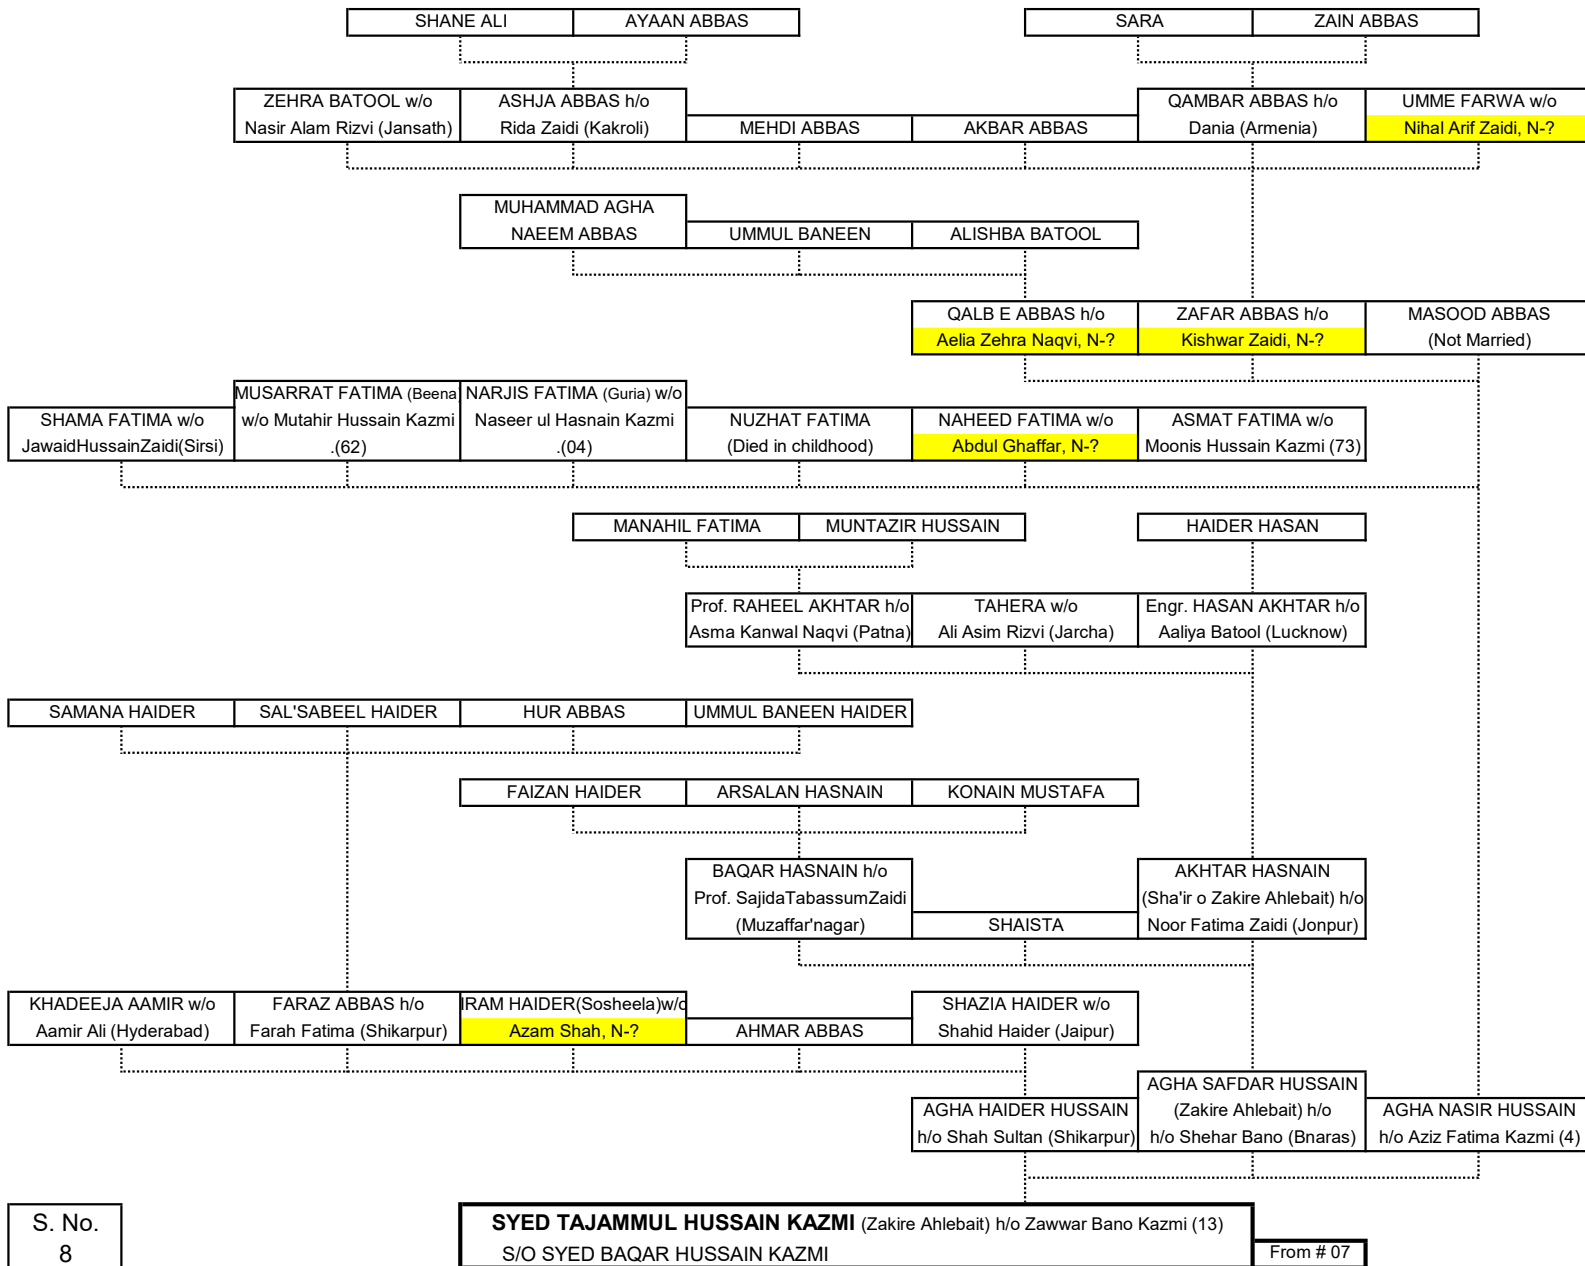 SHANE ALI
AYAAN ABBAS
SARA
ZAIN ABBAS
ZEHRA BATOOL w/o
Nasir Alam Rizvi (Jansath)
ASHJA ABBAS h/o
Rida Zaidi (Kakroli)
MEHDI ABBAS
AKBAR ABBAS
QAMBAR ABBAS h/o
Dania (Armenia)
UMME FARWA w/o
Nihal Arif Zaidi, N-?
MUHAMMAD AGHA
NAEEM ABBAS
UMMUL BANEEN
ALISHBA BATOOL
QALB E ABBAS h/o
Aelia Zehra Naqvi, N-?
ZAFAR ABBAS h/o
Kishwar Zaidi, N-?
MASOOD ABBAS
(Not Married)
SHAMA FATIMA w/o
JawaidHussainZaidi(Sirsi)
MUSARRAT FATIMA (Beena
w/o Mutahir Hussain Kazmi
.(62)
NARJIS FATIMA (Guria) w/o
Naseer ul Hasnain Kazmi
.(04)
NUZHAT FATIMA
(Died in childhood)
NAHEED FATIMA w/o
Abdul Ghaffar, N-?
ASMAT FATIMA w/o
Moonis Hussain Kazmi (73)
MANAHIL FATIMA
MUNTAZIR HUSSAIN
HAIDER HASAN
Prof. RAHEEL AKHTAR h/o
Asma Kanwal Naqvi (Patna)
TAHERA w/o
Ali Asim Rizvi (Jarcha)
Engr. HASAN AKHTAR h/o
Aaliya Batool (Lucknow)
SAMANA HAIDER
SAL'SABEEL HAIDER
HUR ABBAS
UMMUL BANEEN HAIDER
FAIZAN HAIDER
ARSALAN HASNAIN
KONAIN MUSTAFA
BAQAR HASNAIN h/o
Prof. SajidaTabassumZaidi
(Muzaffar'nagar)
SHAISTA
AKHTAR HASNAIN
(Sha'ir o Zakire Ahlebait) h/o
Noor Fatima Zaidi (Jonpur)
KHADEEJA AAMIR w/o
Aamir Ali (Hyderabad)
FARAZ ABBAS h/o
Farah Fatima (Shikarpur)
IRAM HAIDER(Sosheela)w/o
Azam Shah, N-?
AHMAR ABBAS
SHAZIA HAIDER w/o
Shahid Haider (Jaipur)
AGHA HAIDER HUSSAIN
h/o Shah Sultan (Shikarpur)
AGHA SAFDAR HUSSAIN
(Zakire Ahlebait) h/o
h/o Shehar Bano (Bnaras)
AGHA NASIR HUSSAIN
h/o Aziz Fatima Kazmi (4)
S. No.
8
SYED TAJAMMUL HUSSAIN KAZMI (Zakire Ahlebait) h/o Zawwar Bano Kazmi (13)
S/O SYED BAQAR HUSSAIN KAZMI
From # 07